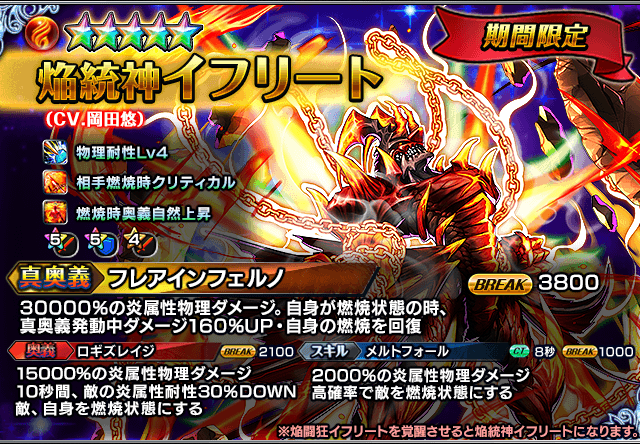 期間限定
焔統神イフリート
(CV.岡田悠)
物理耐性Lv4
相手燃焼時クリティカル
燃焼時奥義自然上昇
5 5 4
真奥義 フレアインフェルノ BREAK 3800
30000%の炎属性物理ダメージ。自身が燃焼状態の時、
真奥義発動中ダメージ160%UP・自身の燃焼を回復
奥義 ロギズレイジ BREAK 2100
15000%の炎属性物理ダメージ
10秒間、敵の炎属性耐性30%DOWN
敵、自身を燃焼状態にする
スキル メルトフォール CT 8秒 BREAK 1000
2000%の炎属性物理ダメージ
高確率で敵を燃焼状態にする
※焔闘狂イフリートを覚醒させると焔統神イフリートになります。